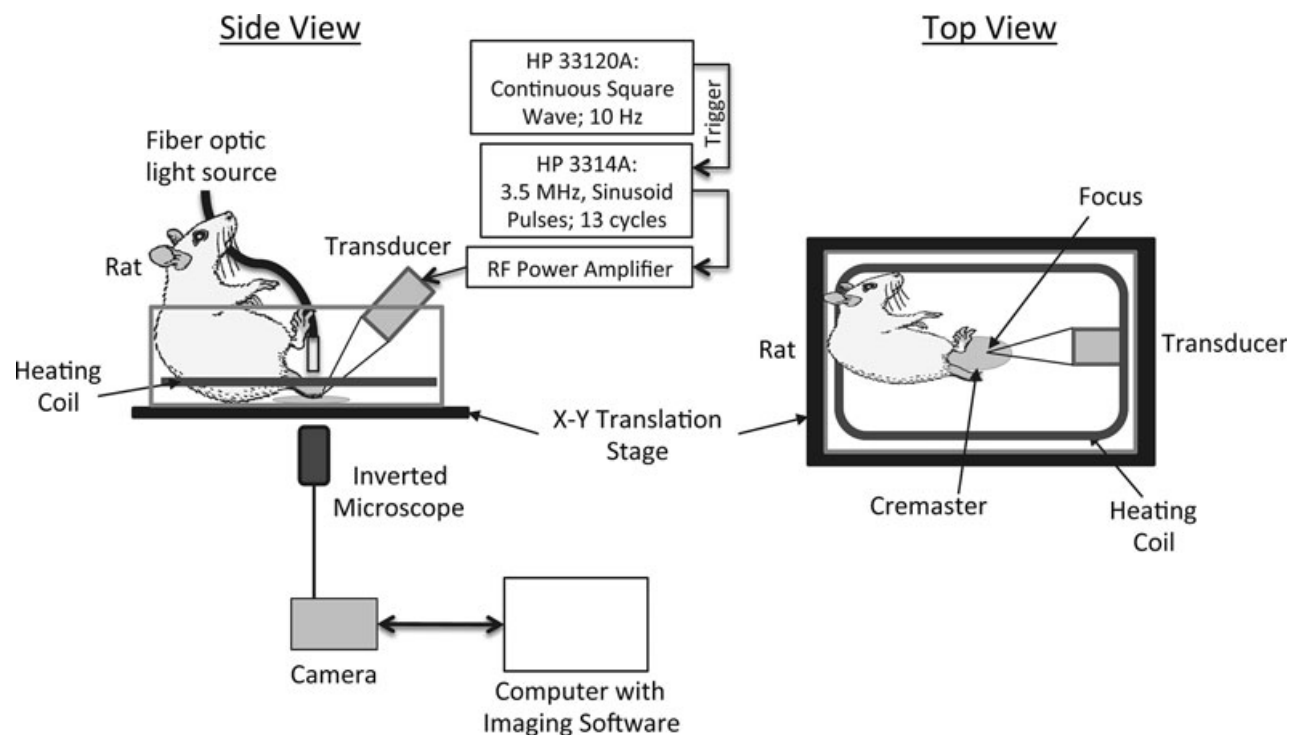 Side View
Top View
HP 33120A:
Continuous Square
Wave; 10 Hz
Trigger
HP 3314A:
3.5 MHz, Sinusoid
Pulses; 13 cycles
RF Power Amplifier
Fiber optic
light source
Transducer
Rat
Heating
Coil
X-Y Translation
Stage
Inverted
Microscope
Camera
Computer with
Imaging Software
Focus
Rat
Transducer
Cremaster
Heating
Coil